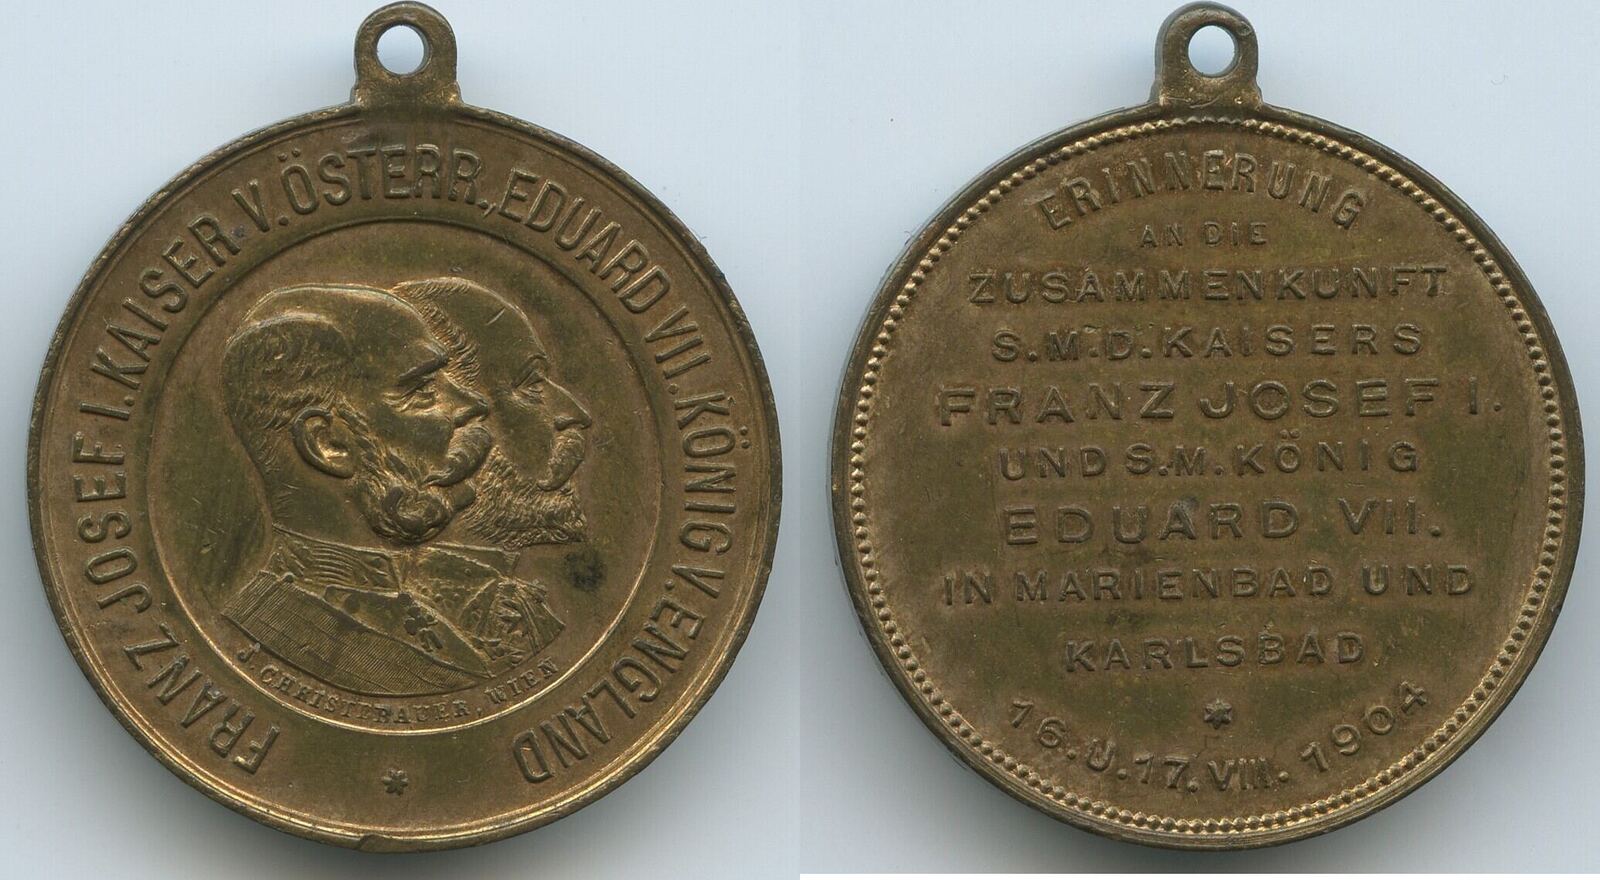 FRANZ JOSEF I. KAISER V. ÖSTERR., EDUARD VII. KÖNIG V. ENGLAND
J. CHRISTLBAUER, WIEN
ERINNERUNG
AN DIE
ZUSAMMENKUNFT
S.M.D. KAISERS
FRANZ JOSEF I.
UND S.M. KÖNIG
EDUARD VII.
IN MARIENBAD UND
KARLSBAD
16. U. 17. VIII. 1904